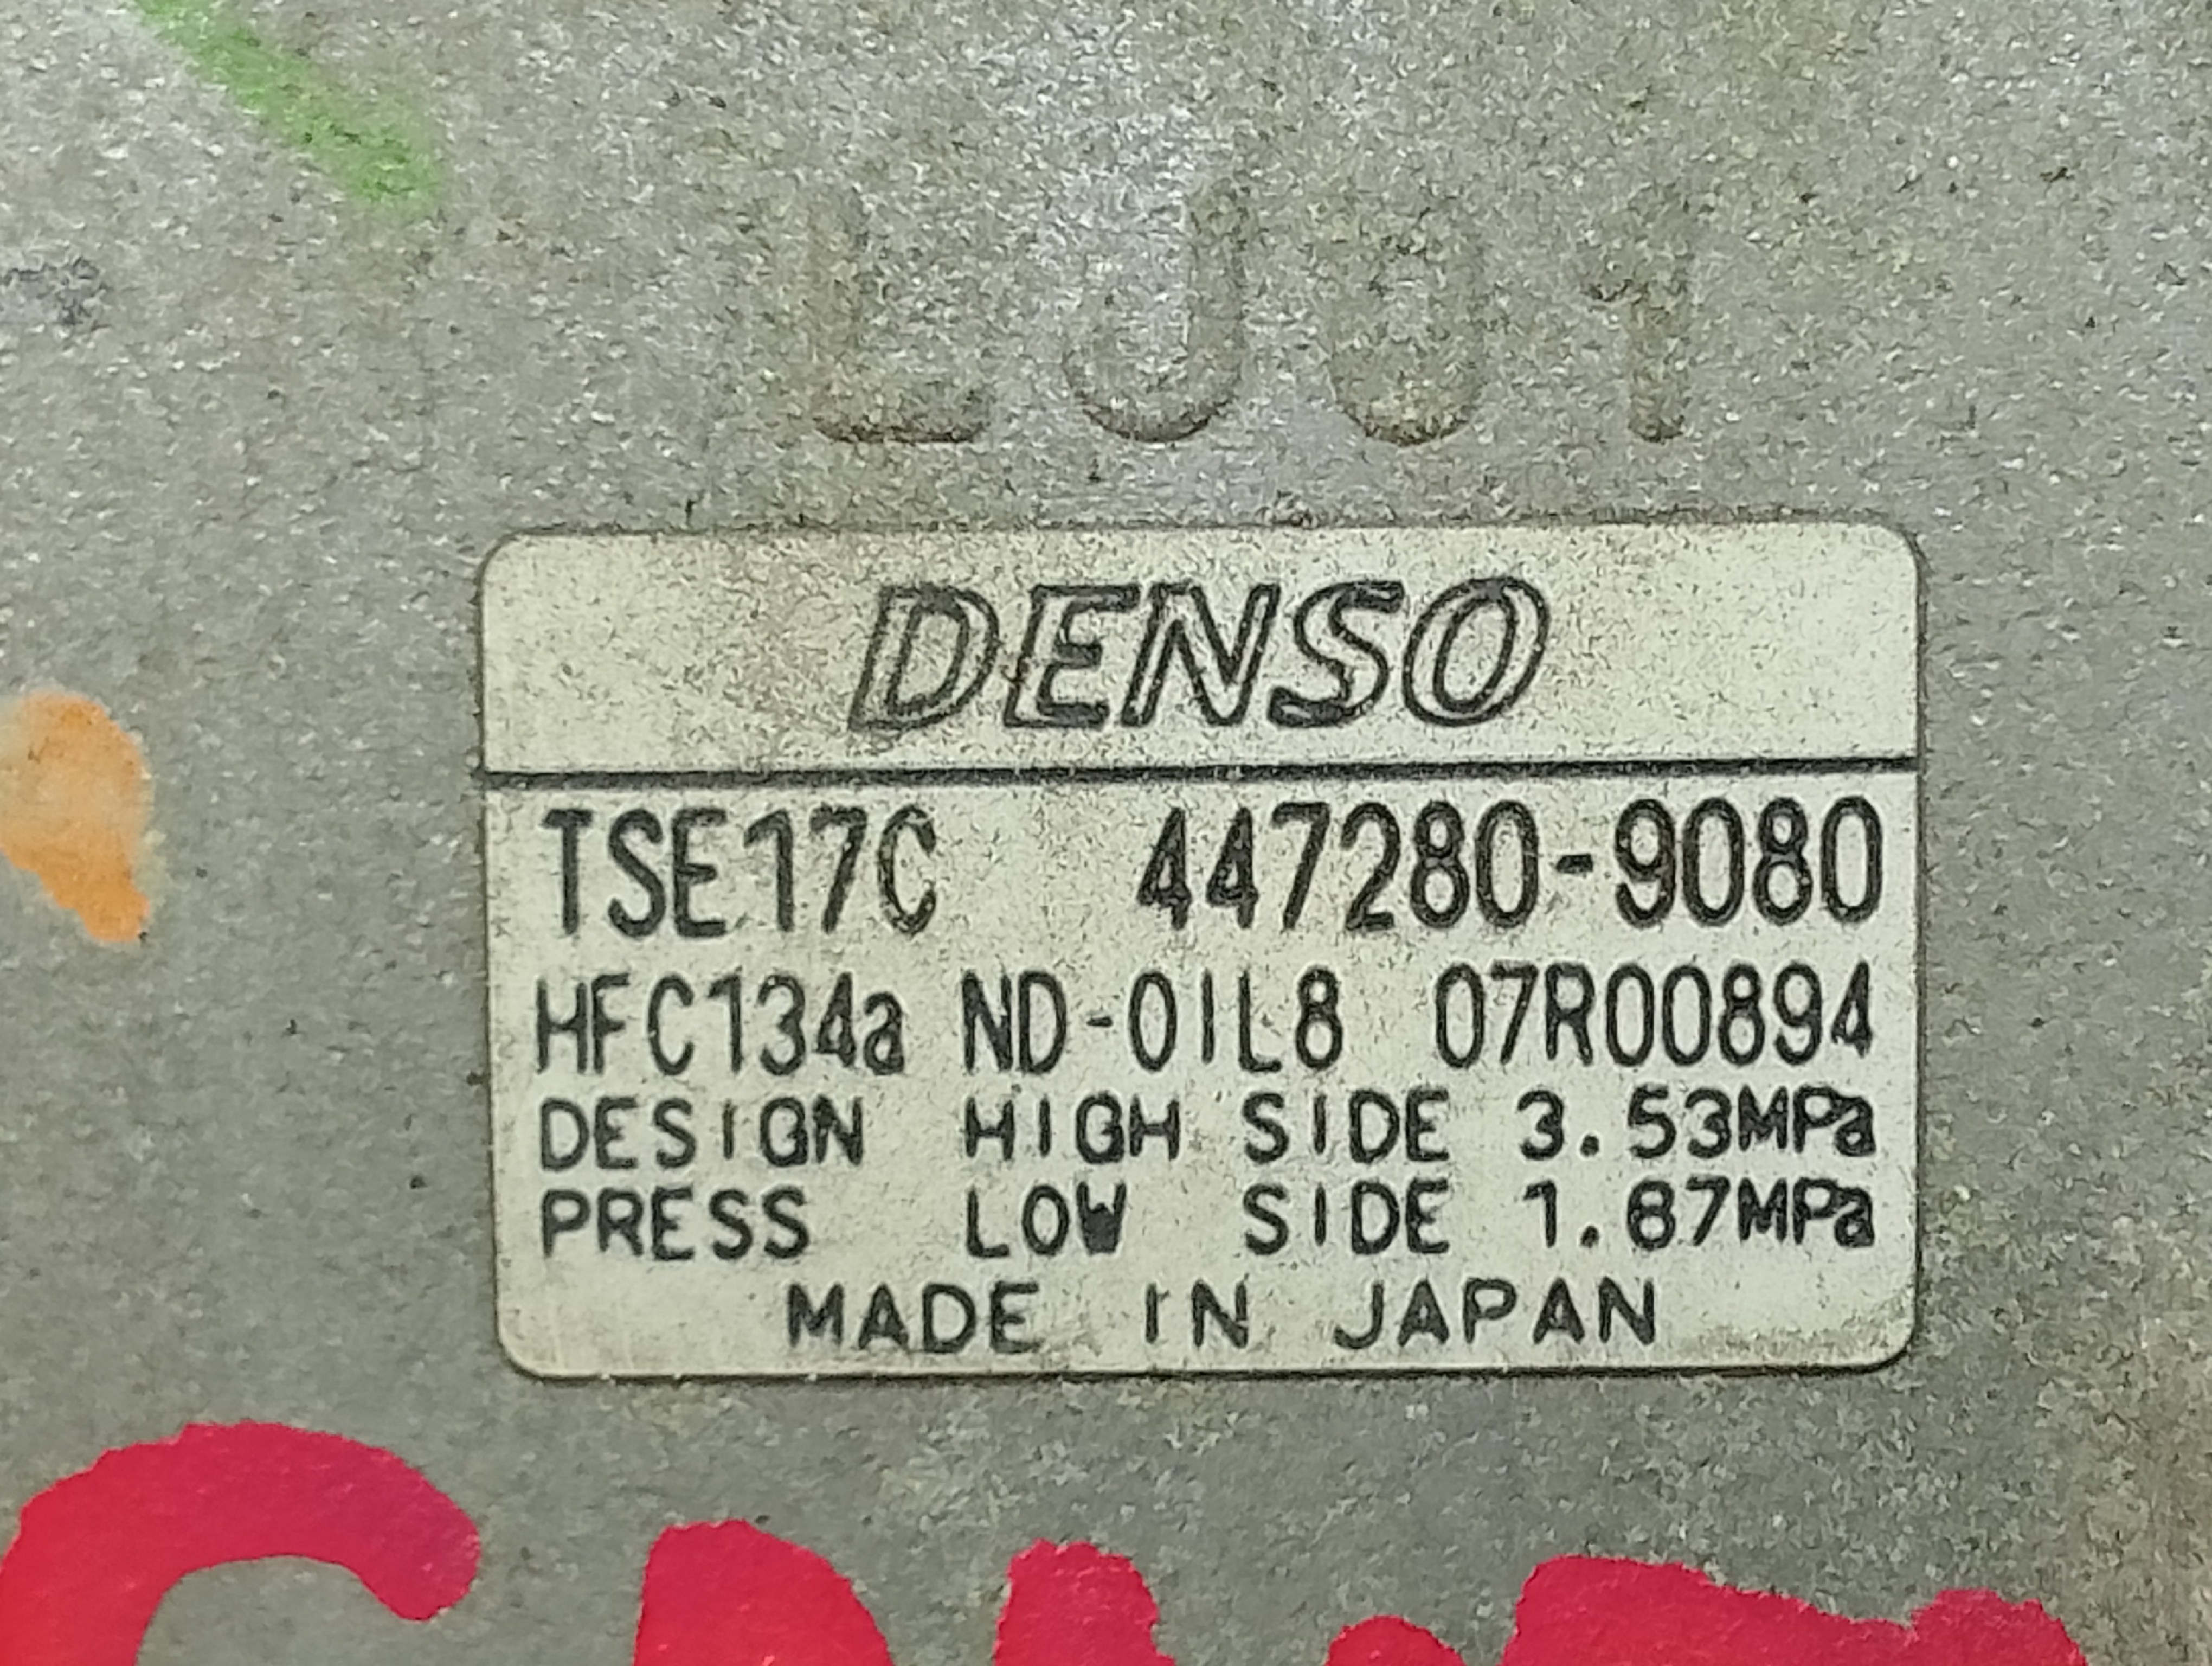 DENSO
TSE17C 447280-9080
HFC134a ND-OIL8 07R00894
DESIGN HIGH SIDE 3.53MPa
PRESS LOW SIDE 1.67MPa
MADE IN JAPAN